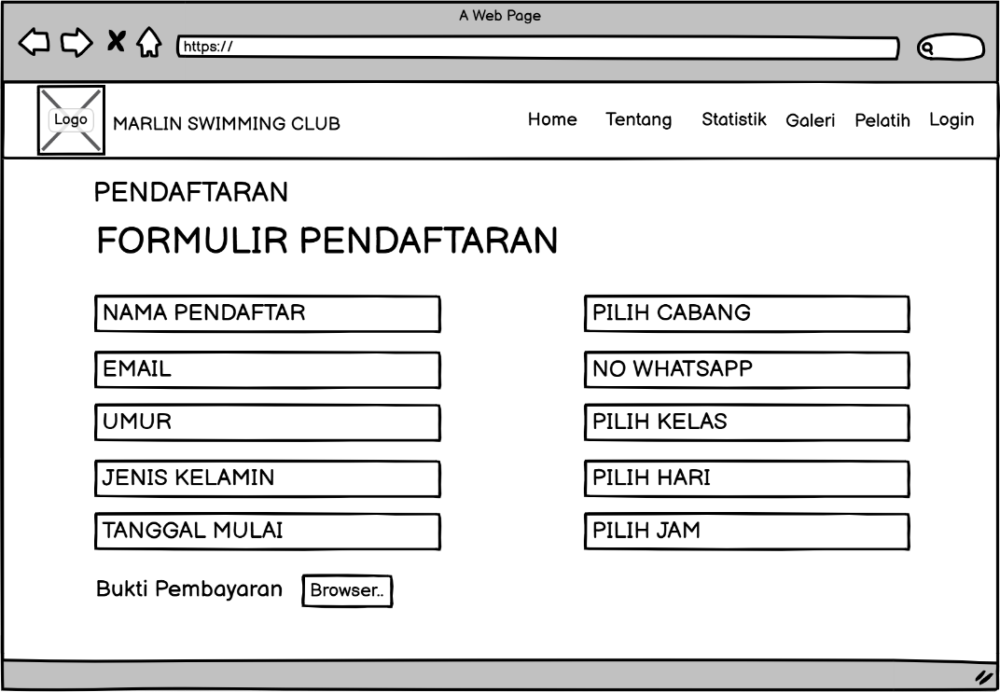 A Web Page
https://
Logo
MARLIN SWIMMING CLUB
Home Tentang Statistik Galeri Pelatih Login
PENDAFTARAN
FORMULIR PENDAFTARAN
NAMA PENDAFTAR
PILIH CABANG
EMAIL
NO WHATSAPP
UMUR
PILIH KELAS
JENIS KELAMIN
PILIH HARI
TANGGAL MULAI
PILIH JAM
Bukti Pembayaran
Browser..